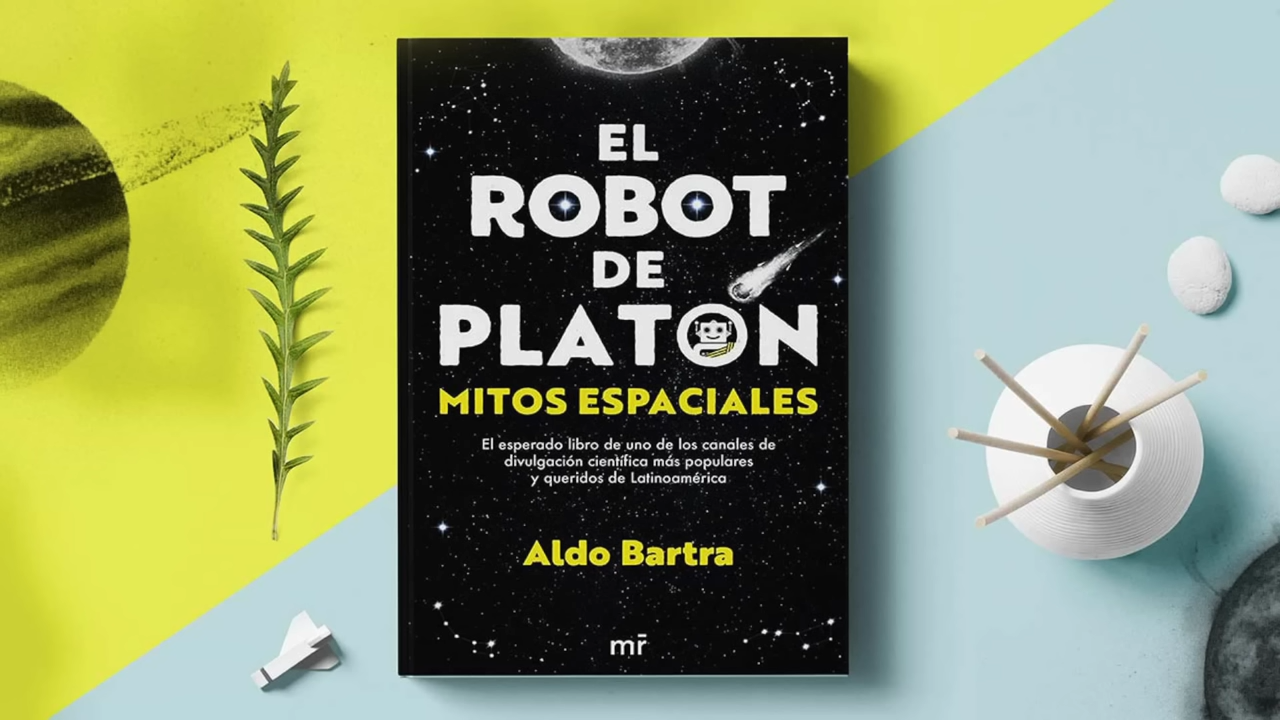 EL
ROBOT
DE
PLATÓN
MITOS ESPACIALES
El esperado libro de uno de los canales de
divulgación científica más populares
y queridos de Latinoamérica
Aldo Bartra
mr̄